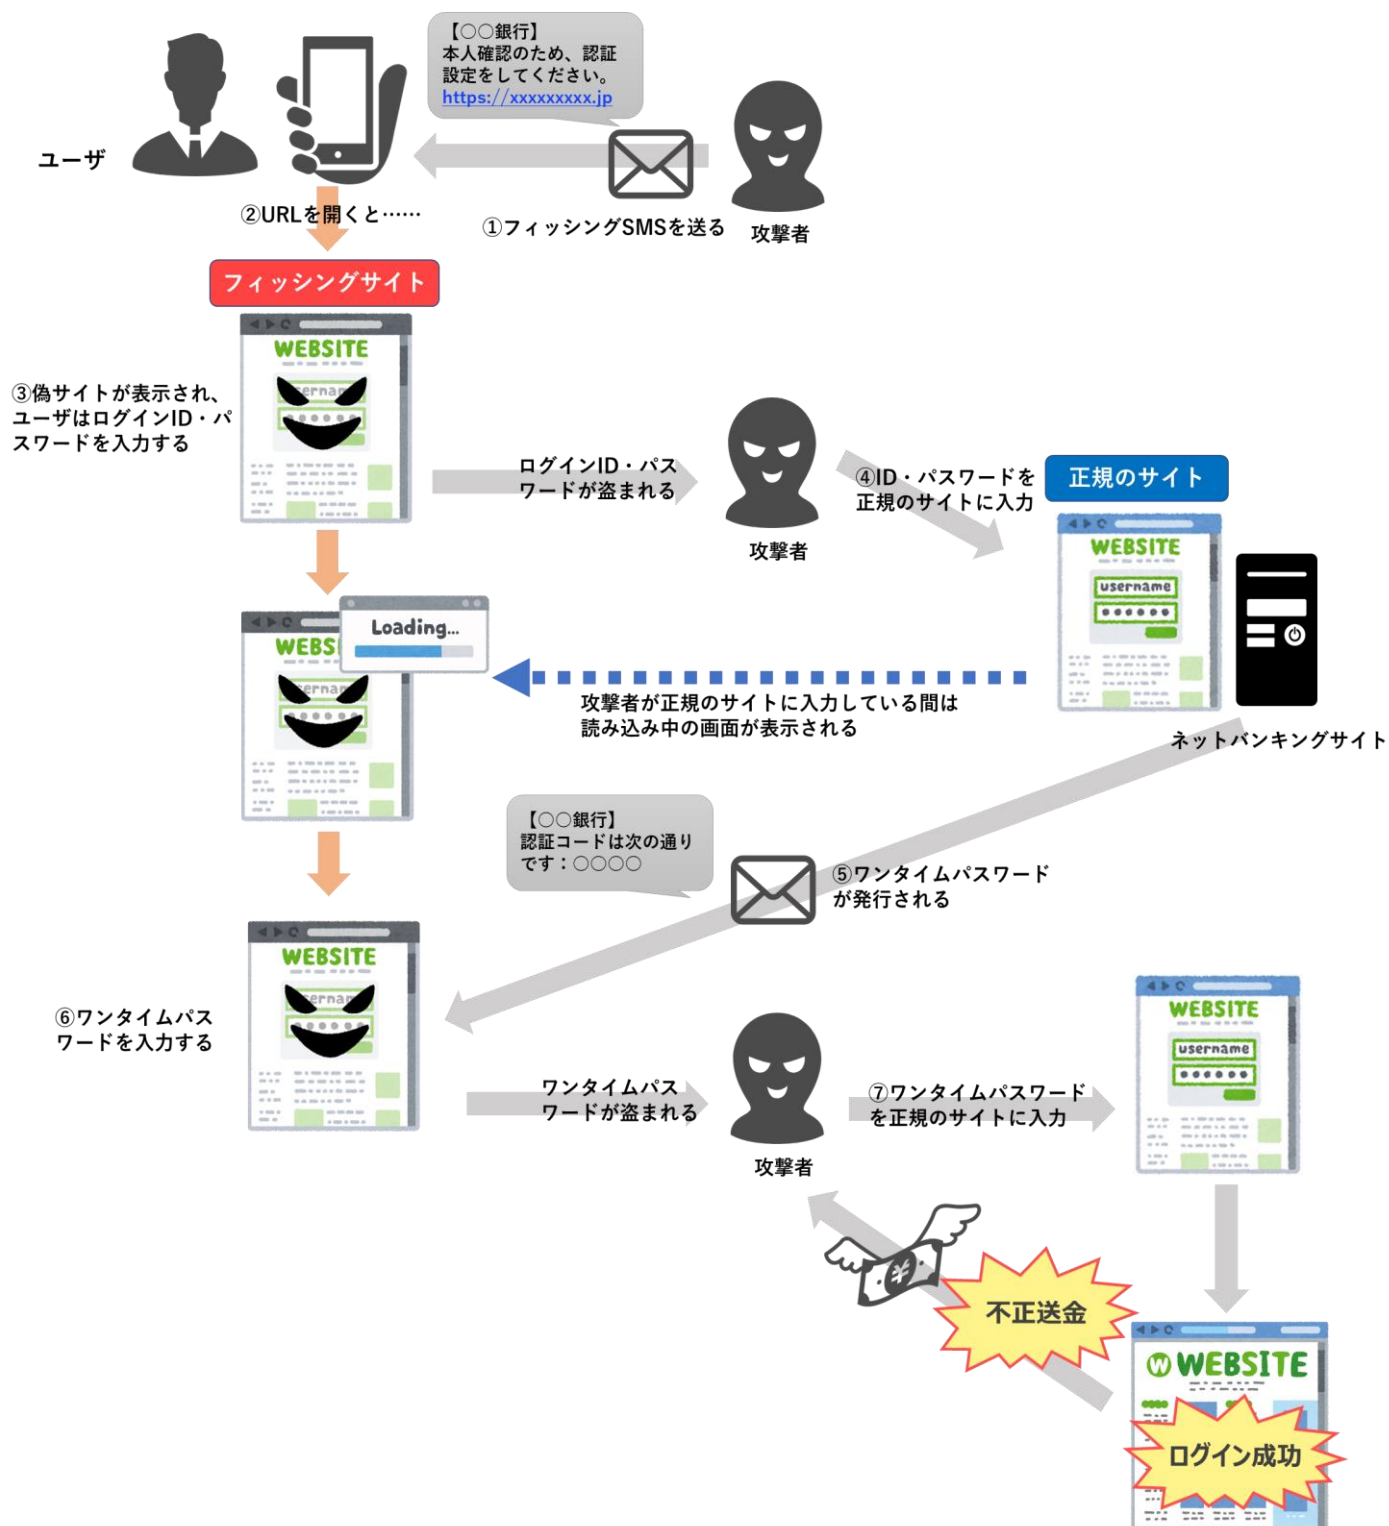 【○○銀行】
本人確認のため、認証
設定をしてください。
https://xxxxxxxxx.jp
ユーザ
②URLを開くと……
①フィッシングSMSを送る
攻撃者
フィッシングサイト
WEBSITE
③偽サイトが表示され、
ユーザはログインID・パ
スワードを入力する
ログインID・パス
ワードが盗まれる
攻撃者
④ID・パスワードを
正規のサイトに入力
正規のサイト
WEBSITE
username
Loading...
WEBS
攻撃者が正規のサイトに入力している間は
読み込み中の画面が表示される
ネットバンキングサイト
【○○銀行】
認証コードは次の通り
です：○○○○
⑤ワンタイムパスワード
が発行される
WEBSITE
⑥ワンタイムパス
ワードを入力する
ワンタイムパス
ワードが盗まれる
攻撃者
⑦ワンタイムパスワード
を正規のサイトに入力
WEBSITE
username
¥
不正送金
W WEBSITE
ログイン成功